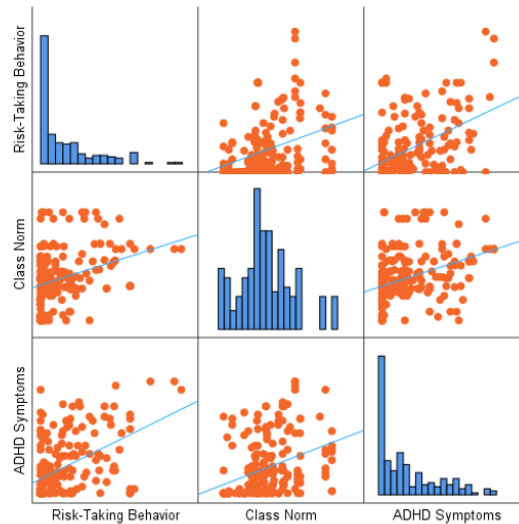 Risk-Taking Behavior
Class Norm
ADHD Symptoms
Risk-Taking Behavior
Class Norm
ADHD Symptoms